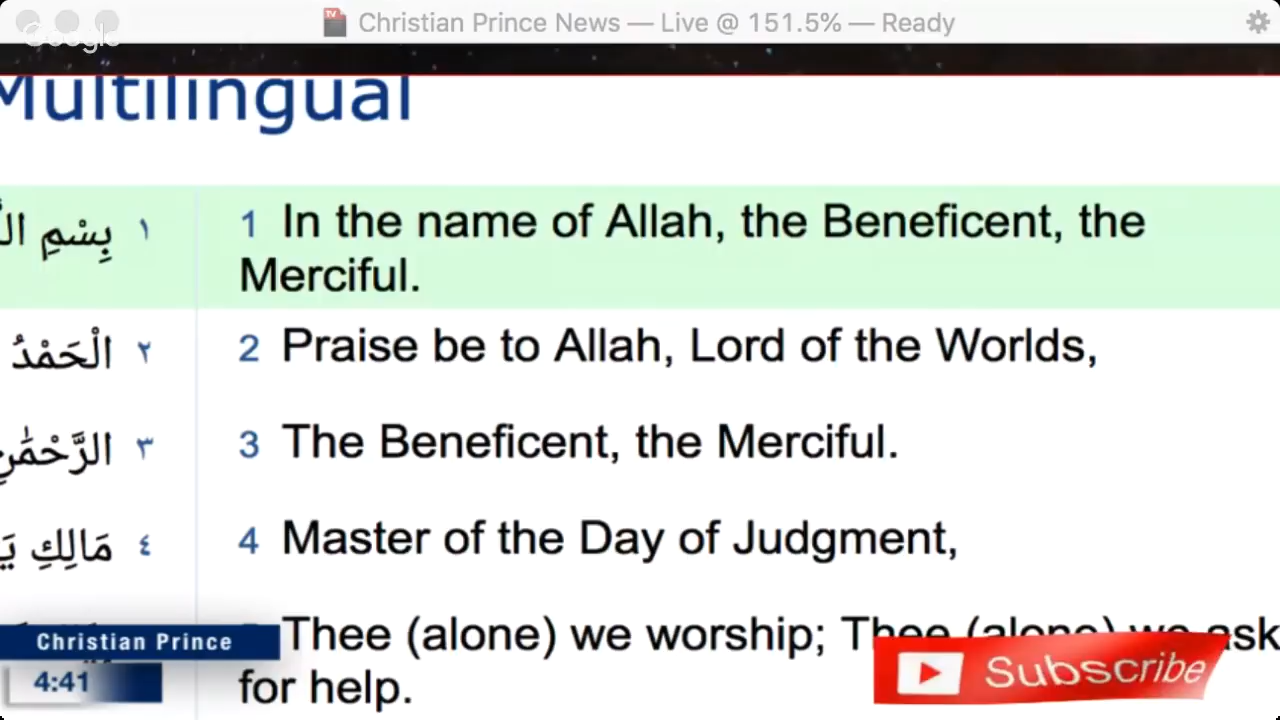 Christian Prince News — Live @ 151.5% — Ready
Google
Multilingual
بِسْمِ ١
1 In the name of Allah, the Beneficent, the
Merciful.
الْحَمْدُ ٢
2 Praise be to Allah, Lord of the Worlds,
الرَّحْمَٰنِ ٣
3 The Beneficent, the Merciful.
مَالِكِ ٤
4 Master of the Day of Judgment,
Thee (alone) we worship; Thee (alone) we ask
for help.
Christian Prince
4:41
Subscribe